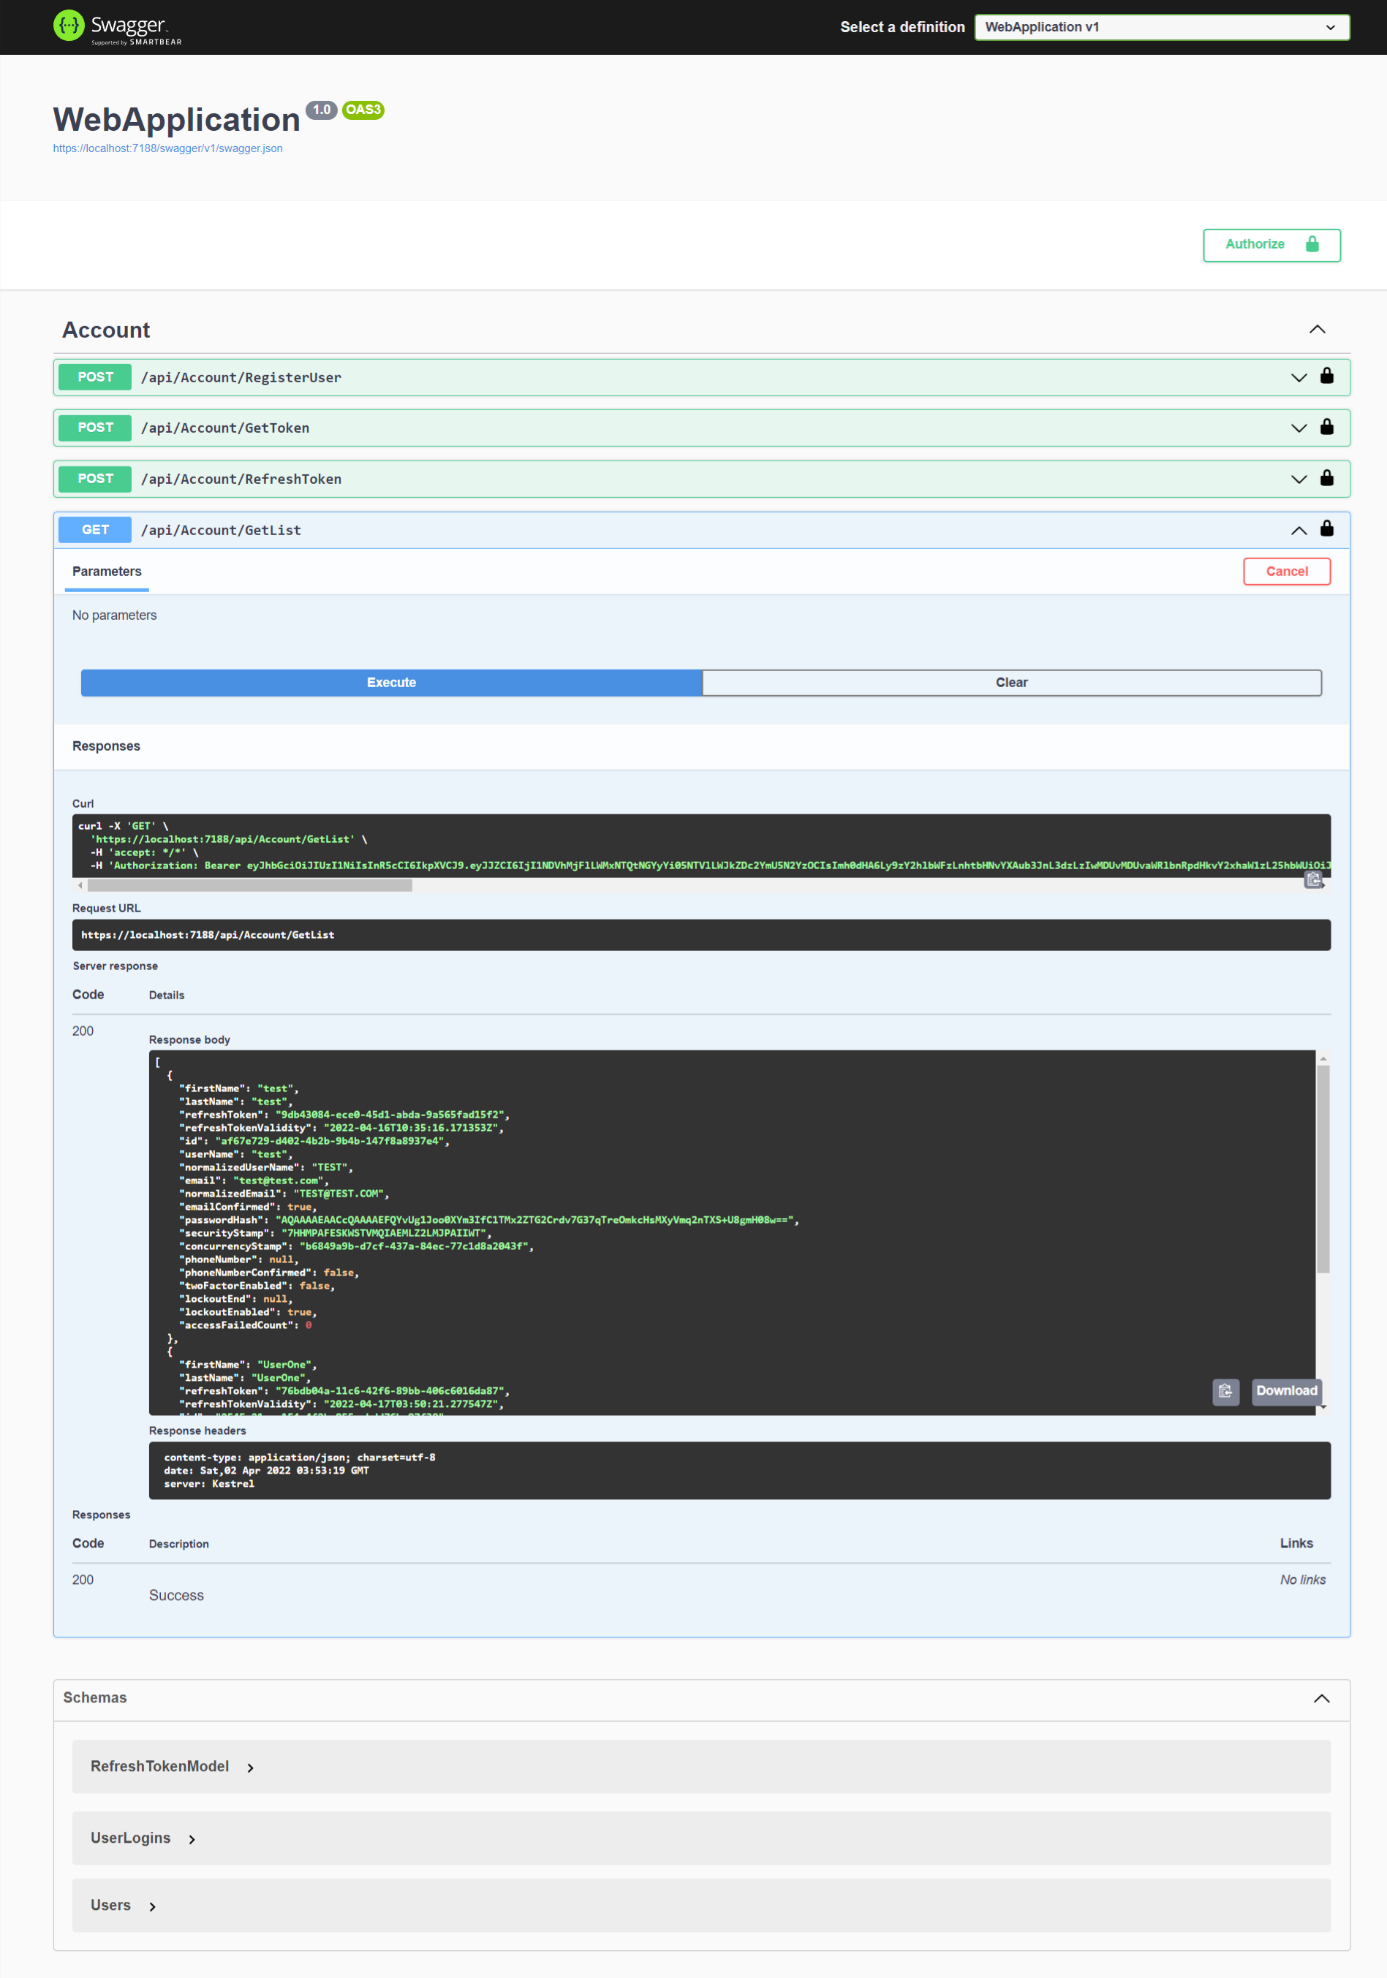 Swagger
Supported by SMARTBEAR
Select a definition
WebApplication v1
WebApplication 1.0 OAS3
https://localhost:7188/swagger/v1/swagger.json
Authorize
Account
POST /api/Account/RegisterUser
POST /api/Account/GetToken
POST /api/Account/RefreshToken
GET /api/Account/GetList
Parameters
Cancel
No parameters
Execute
Clear
Responses
Curl
curl -X 'GET' \
'https://localhost:7188/api/Account/GetList' \
-H 'accept: */*' \
-H 'Authorization: Bearer
Request URL
https://localhost:7188/api/Account/GetList
Server response
Code Details
200
Response body
[
{
"firstName": "test",
"lastName": "test",
"refreshToken": "9db43084-ece0-45d1-abda-9a565fad15f2",
"refreshTokenValidity": "2022-04-16T10:35:16.171353Z",
"id": "af67e729-d402-4b2b-9b4b-147f8a8937e4",
"userName": "test",
"normalizedUserName": "TEST",
"email": "test@test.com",
"normalizedEmail": "TEST@TEST.COM",
"emailConfirmed": true,
"passwordHash": "AQAAAAEAACcQAAAAEFQYvUg1Joo0XYm3IfC1TMx2ZTG2Crdv7G37qTreOmkcHsMXyVmq2nTXS+U8gmH08w==",
"securityStamp": "7HHMPAFESKWSTVMQIAEMLZ2LMJPAIIWT",
"concurrencyStamp": "b6849a9b-d7cf-437a-84ec-77c1d8a2043f",
"phoneNumber": null,
"phoneNumberConfirmed": false,
"twoFactorEnabled": false,
"lockoutEnd": null,
"lockoutEnabled": true,
"accessFailedCount": 0
},
{
"firstName": "UserOne",
"lastName": "UserOne",
"refreshToken": "76bdb04a-11c6-42f6-89bb-406c6016da87",
"refreshTokenValidity": "2022-04-17T03:50:21.277547Z",
Download
Response headers
content-type: application/json; charset=utf-8
date: Sat,02 Apr 2022 03:53:19 GMT
server: Kestrel
Responses
Code Description Links
200 No links
Success
Schemas
RefreshTokenModel
UserLogins
Users